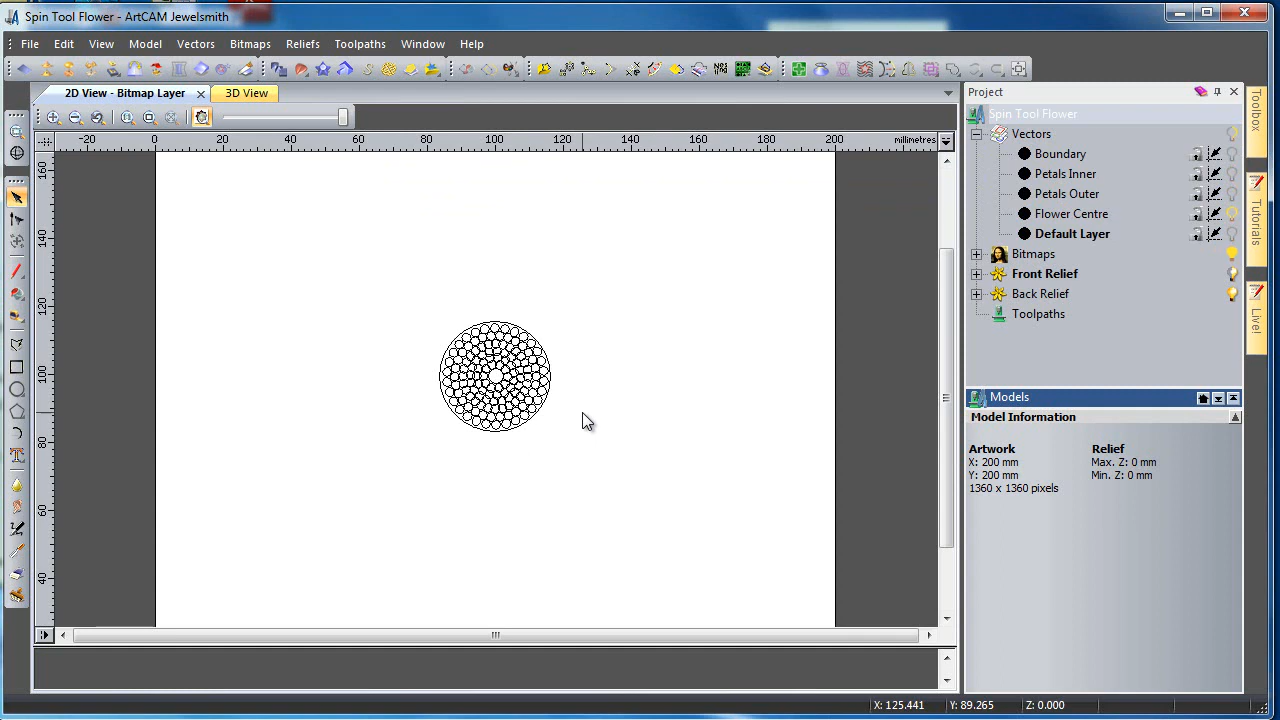 Spin Tool Flower - ArtCAM Jewelsmith
File Edit View Model Vectors Bitmaps Reliefs Toolpaths Window Help
2D View - Bitmap Layer 3D View
-20 0 20 40 60 80 100 120 140 160 180 200 millimetres
160
140
120
100
80
60
40
Project
Spin Tool Flower
Vectors
Boundary
Petals Inner
Petals Outer
Flower Centre
Default Layer
Bitmaps
Front Relief
Back Relief
Toolpaths
Models
Model Information
Artwork Relief
X: 200 mm Max. Z: 0 mm
Y: 200 mm Min. Z: 0 mm
1360 x 1360 pixels
Toolbox
Tutorials
Live!
X: 125.441 Y: 89.265 Z: 0.000